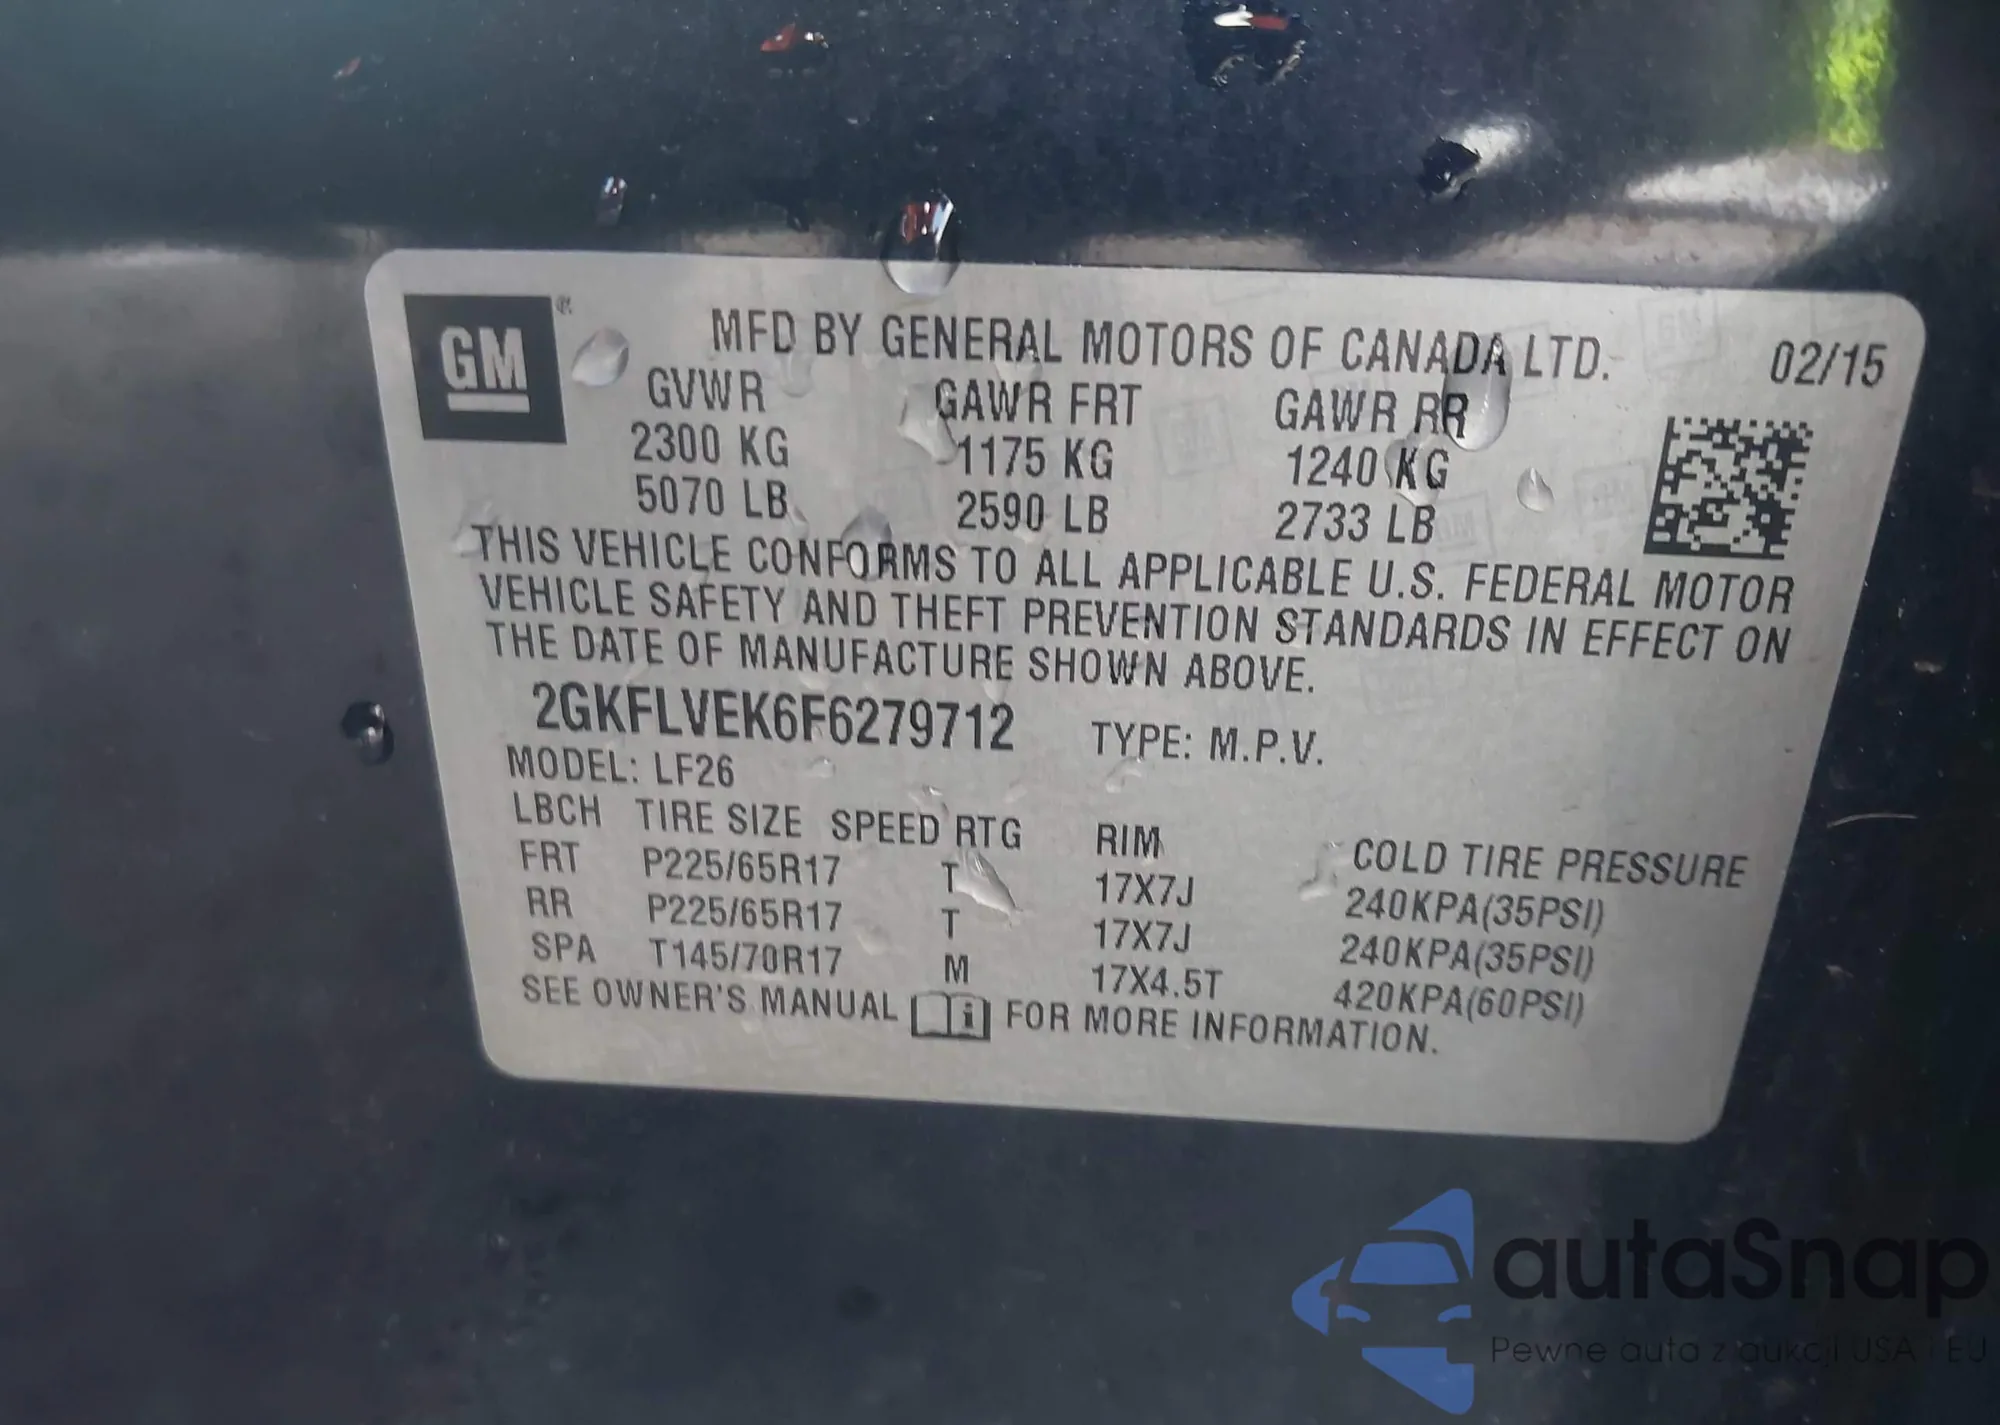 GM®
MFD BY GENERAL MOTORS OF CANADA LTD. 02/15
GVWR GAWR FRT GAWR RR
2300 KG 1175 KG 1240 KG
5070 LB 2590 LB 2733 LB
THIS VEHICLE CONFORMS TO ALL APPLICABLE U.S. FEDERAL MOTOR
VEHICLE SAFETY AND THEFT PREVENTION STANDARDS IN EFFECT ON
THE DATE OF MANUFACTURE SHOWN ABOVE.
2GKFLVEK6F6279712 TYPE: M.P.V.
MODEL: LF26
LBCH TIRE SIZE SPEED RTG RIM COLD TIRE PRESSURE
FRT P225/65R17 T 17X7J 240KPA(35PSI)
RR P225/65R17 T 17X7J 240KPA(35PSI)
SPA T145/70R17 M 17X4.5T 420KPA(60PSI)
SEE OWNER'S MANUAL i FOR MORE INFORMATION.
autaSnap
Pewne auta z aukcji USA i EU